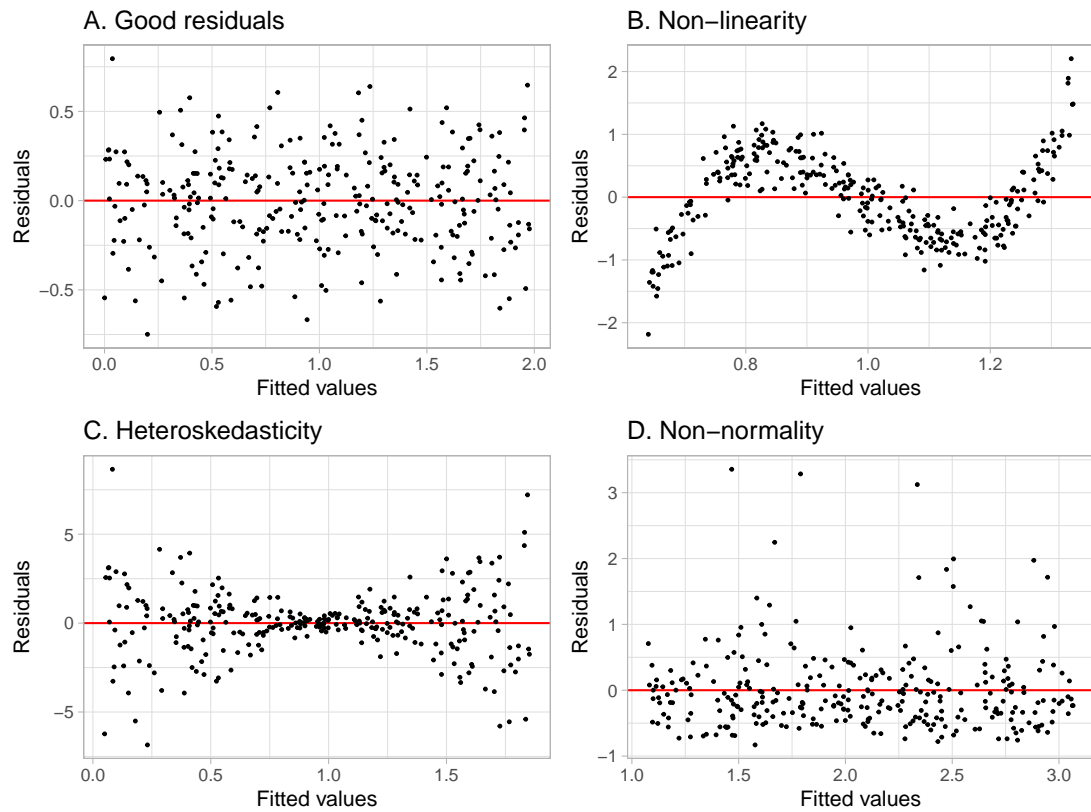 A. Good residuals
Residuals
0.5
0.0
−0.5
0.0
0.5
1.0
1.5
2.0
Fitted values
B. Non−linearity
Residuals
2
1
0
−1
−2
0.8
1.0
1.2
Fitted values
C. Heteroskedasticity
Residuals
5
0
−5
0.0
0.5
1.0
1.5
Fitted values
D. Non−normality
Residuals
3
2
1
0
−1
1.0
1.5
2.0
2.5
3.0
Fitted values